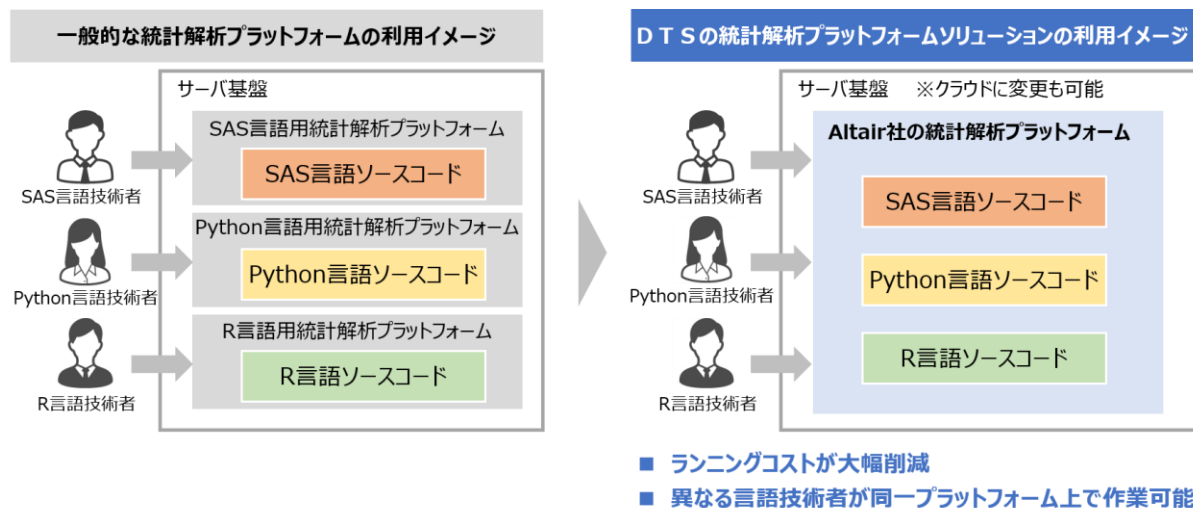 一般的な統計解析プラットフォームの利用イメージ
サーバ基盤
SAS言語用統計解析プラットフォーム
SAS言語ソースコード
SAS言語技術者
Python言語用統計解析プラットフォーム
Python言語ソースコード
Python言語技術者
R言語用統計解析プラットフォーム
R言語ソースコード
R言語技術者
DTSの統計解析プラットフォームソリューションの利用イメージ
サーバ基盤 ※クラウドに変更も可能
Altair社の統計解析プラットフォーム
SAS言語ソースコード
SAS言語技術者
Python言語ソースコード
Python言語技術者
R言語ソースコード
R言語技術者
■ ランニングコストが大幅削減
■ 異なる言語技術者が同一プラットフォーム上で作業可能